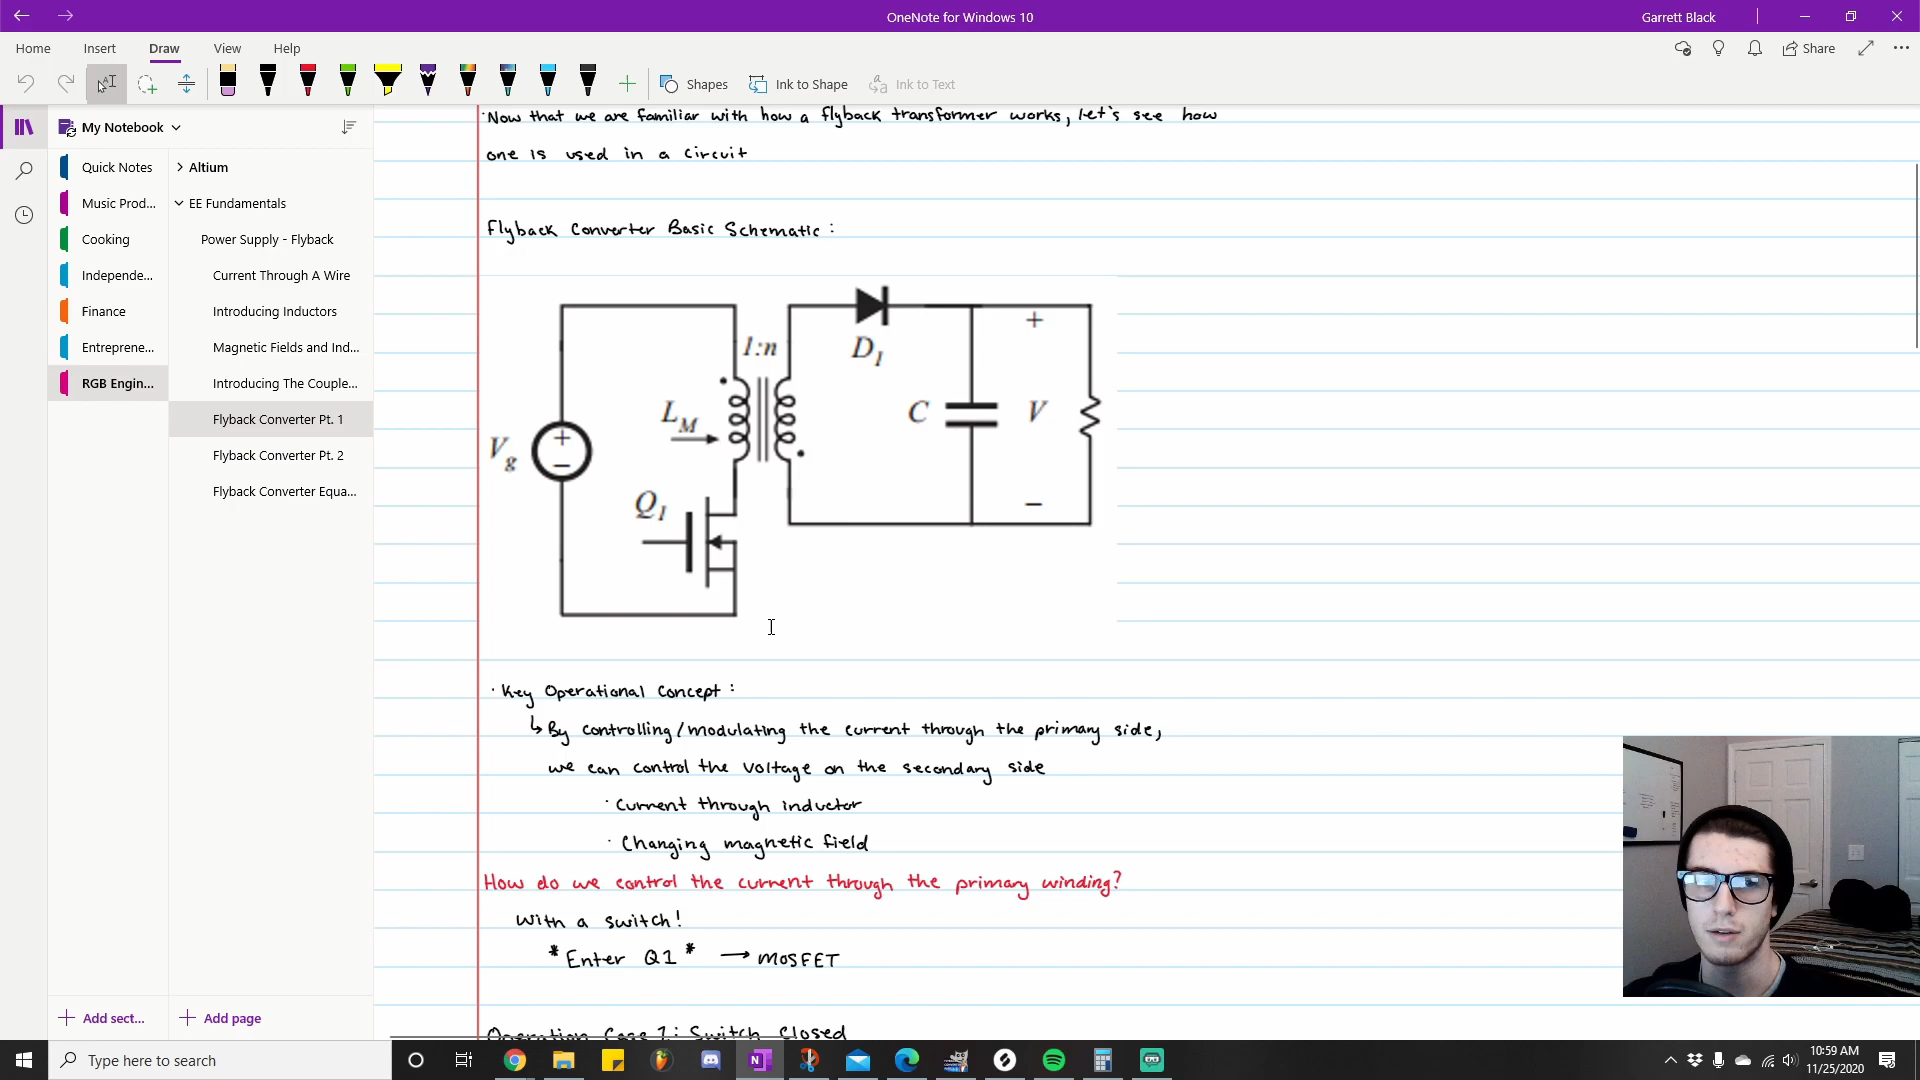 OneNote for Windows 10
Garrett Black
Home
Insert
Draw
View
Help
Share
Shapes
Ink to Shape
Ink to Text
My Notebook
Quick Notes
Music Prod...
Cooking
Independe...
Finance
Entreprene...
RGB Engin...
Add sect...
Altium
EE Fundamentals
Power Supply - Flyback
Current Through A Wire
Introducing Inductors
Magnetic Fields and Ind...
Introducing The Couple...
Flyback Converter Pt. 1
Flyback Converter Pt. 2
Flyback Converter Equa...
Add page
· Now that we are familiar with how a flyback transformer works, let's see how
one is used in a circuit
Flyback Converter Basic Schematic :
1:n
D1
LM
C
+
V
−
Vg
+
−
Q1
· Key Operational Concept :
↳ By controlling/modulating the current through the primary side,
we can control the voltage on the secondary side
· Current through inductor
· Changing magnetic field
How do we control the current through the primary winding?
With a switch!
* Enter Q1 * → MOSFET
Operation Case 1: Switch Closed
Type here to search
10:59 AM
11/25/2020